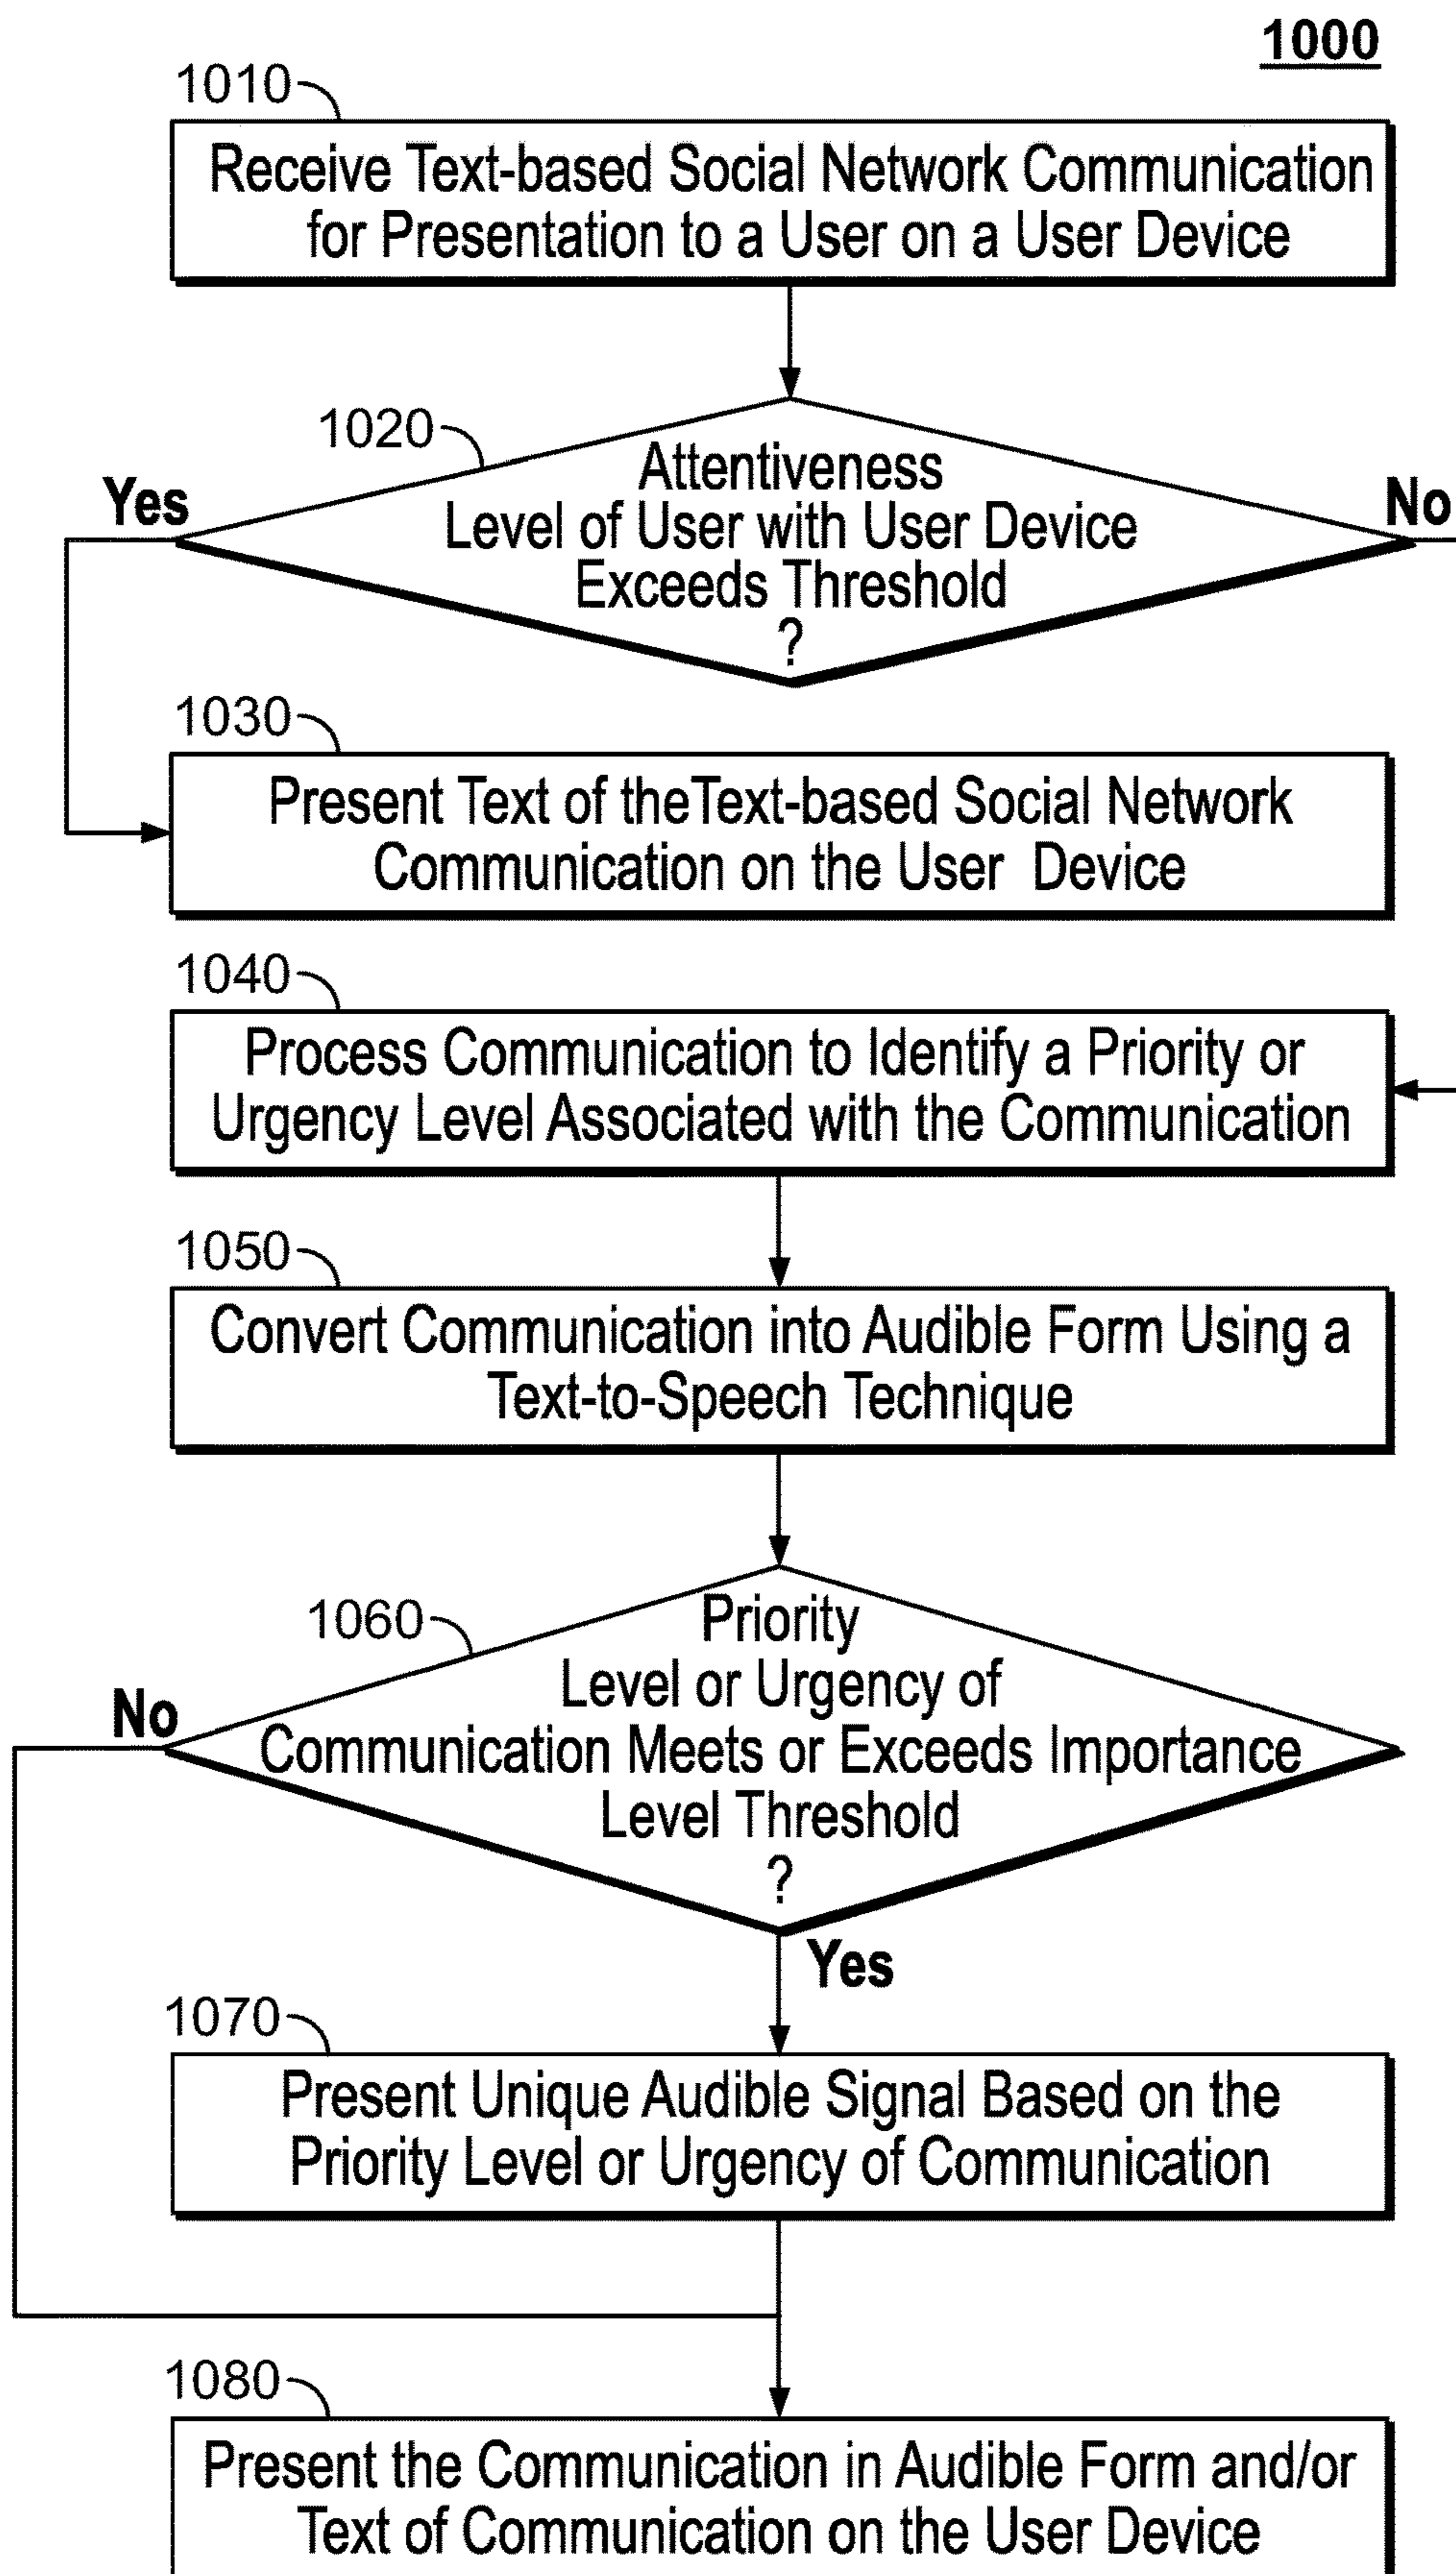 1000
1010
Receive Text-based Social Network Communication
for Presentation to a User on a User Device
1020
Attentiveness
Level of User with User Device
Exceeds Threshold
?
Yes
No
1030
Present Text of theText-based Social Network
Communication on the User Device
1040
Process Communication to Identify a Priority or
Urgency Level Associated with the Communication
1050
Convert Communication into Audible Form Using a
Text-to-Speech Technique
1060
Priority
Level or Urgency of
Communication Meets or Exceeds Importance
Level Threshold
?
No
Yes
1070
Present Unique Audible Signal Based on the
Priority Level or Urgency of Communication
1080
Present the Communication in Audible Form and/or
Text of Communication on the User Device